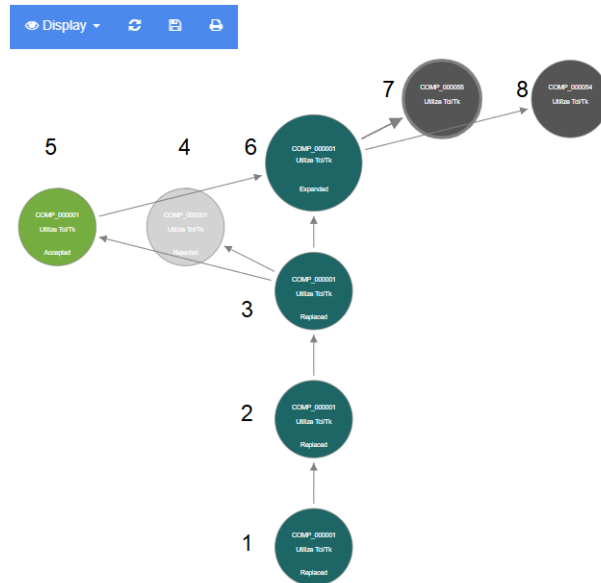 Display
7
8
COMP_000055
Utilize Tcl/Tk
COMP_000054
Utilize Tcl/Tk
5
4
6
COMP_000001
Utilize Tcl/Tk
Expanded
COMP_000001
Utilize Tcl/Tk
Accepted
COMP_000001
Utilize Tcl/Tk
Rejected
COMP_000001
Utilize Tcl/Tk
Replaced
3
2
COMP_000001
Utilize Tcl/Tk
Replaced
1
COMP_000001
Utilize Tcl/Tk
Replaced